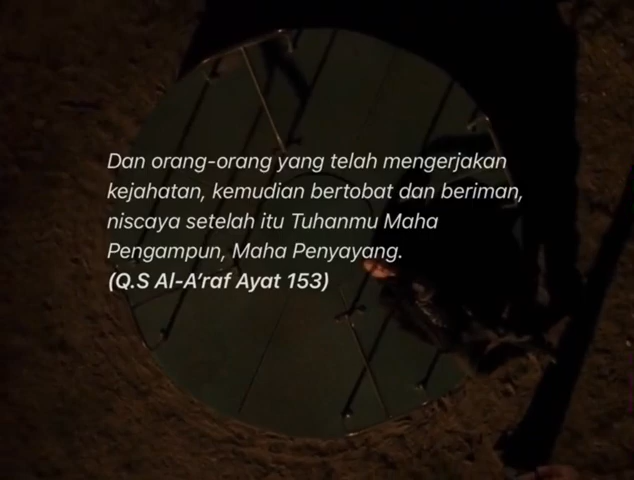 Dan orang-orang yang telah mengerjakan
kejahatan, kemudian bertobat dan beriman,
niscaya setelah itu Tuhanmu Maha
Pengampun, Maha Penyayang.
(Q.S Al-A’raf Ayat 153)